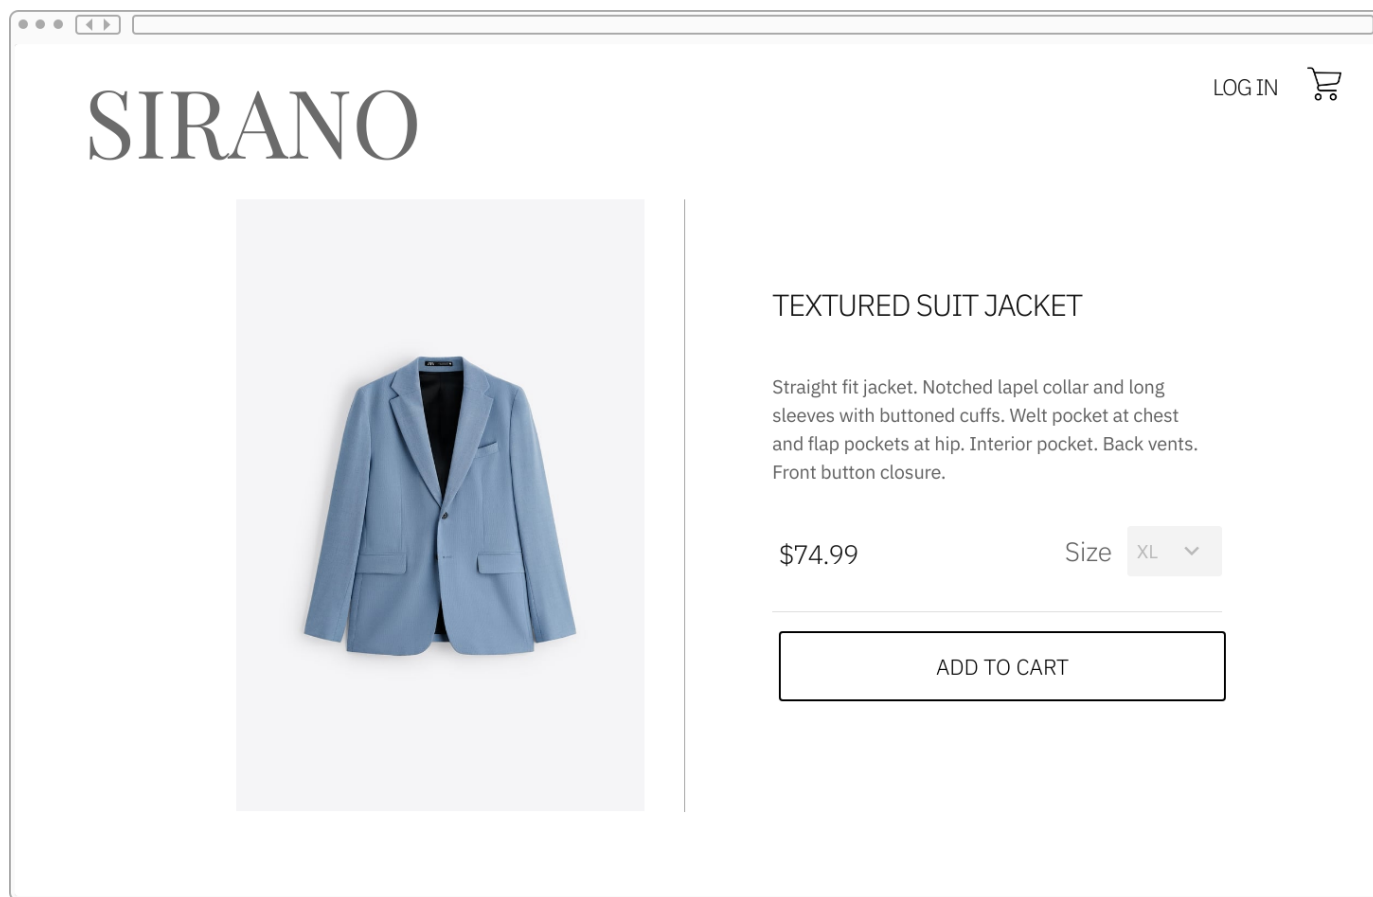 SIRANO
LOG IN
TEXTURED SUIT JACKET
Straight fit jacket. Notched lapel collar and long
sleeves with buttoned cuffs. Welt pocket at chest
and flap pockets at hip. Interior pocket. Back vents.
Front button closure.
$74.99
Size
XL
ADD TO CART